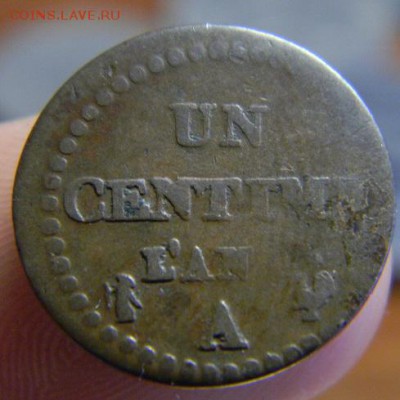 COINS.LAVE.RU
UN
CENTIME
L'AN
A